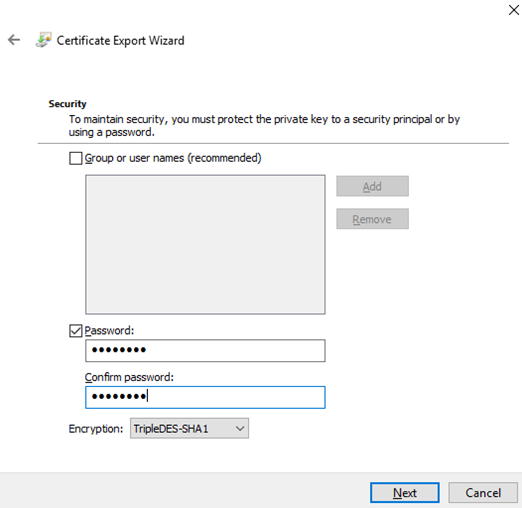 Certificate Export Wizard
Security
To maintain security, you must protect the private key to a security principal or by
using a password.
Group or user names (recommended)
Add
Remove
Password:
••••••••
Confirm password:
••••••••
Encryption: TripleDES-SHA1
Next Cancel